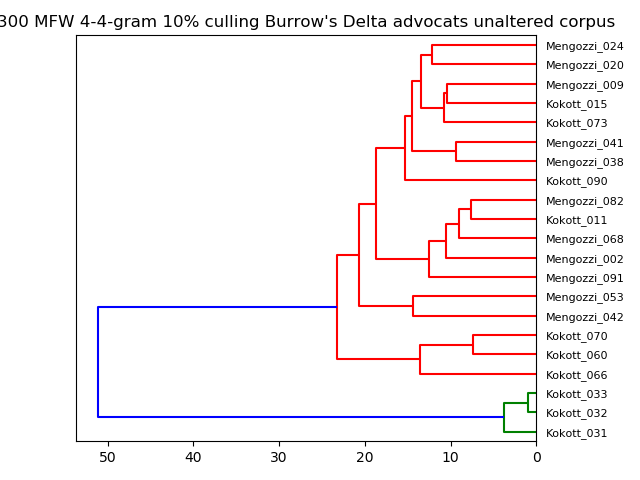 300 MFW 4-4-gram 10% culling Burrow's Delta advocats unaltered corpus
Mengozzi_024
Mengozzi_020
Mengozzi_009
Kokott_015
Kokott_073
Mengozzi_041
Mengozzi_038
Kokott_090
Mengozzi_082
Kokott_011
Mengozzi_068
Mengozzi_002
Mengozzi_091
Mengozzi_053
Mengozzi_042
Kokott_070
Kokott_060
Kokott_066
Kokott_033
Kokott_032
Kokott_031
50 40 30 20 10 0